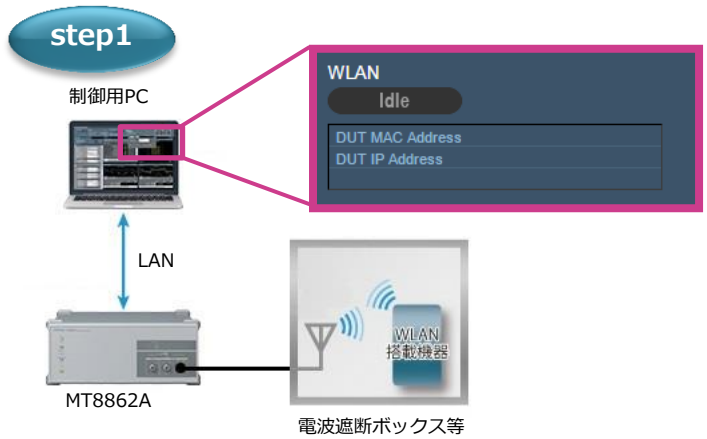 step1
制御用PC
WLAN
Idle
DUT MAC Address
DUT IP Address
LAN
WLAN
搭載機器
MT8862A
電波遮断ボックス等